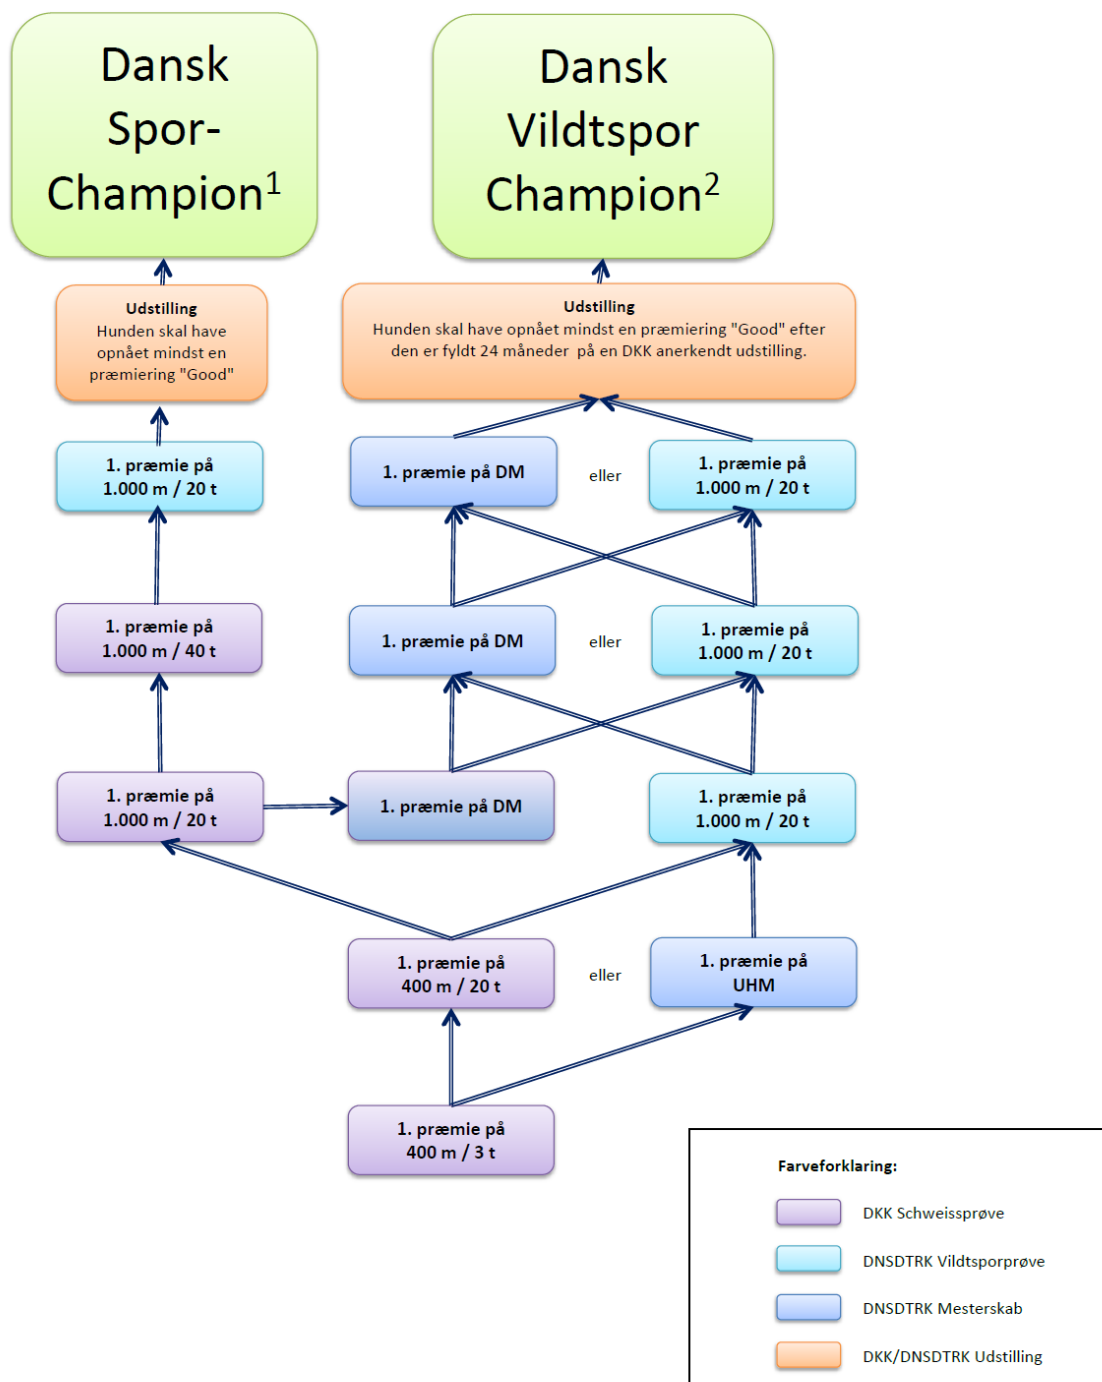 Dansk
Spor-
Champion¹
Dansk
Vildtspor
Champion²
Udstilling
Hunden skal have
opnået mindst en
præmiering "Good"
Udstilling
Hunden skal have opnået mindst en præmiering "Good" efter
den er fyldt 24 måneder på en DKK anerkendt udstilling.
1. præmie på
1.000 m / 20 t
1. præmie på DM
eller
1. præmie på
1.000 m / 20 t
1. præmie på
1.000 m / 40 t
1. præmie på DM
eller
1. præmie på
1.000 m / 20 t
1. præmie på
1.000 m / 20 t
1. præmie på DM
1. præmie på
1.000 m / 20 t
1. præmie på
400 m / 20 t
eller
1. præmie på
UHM
1. præmie på
400 m / 3 t
Farveforklaring:
DKK Schweissprøve
DNSDTRK Vildtsporprøve
DNSDTRK Mesterskab
DKK/DNSDTRK Udstilling